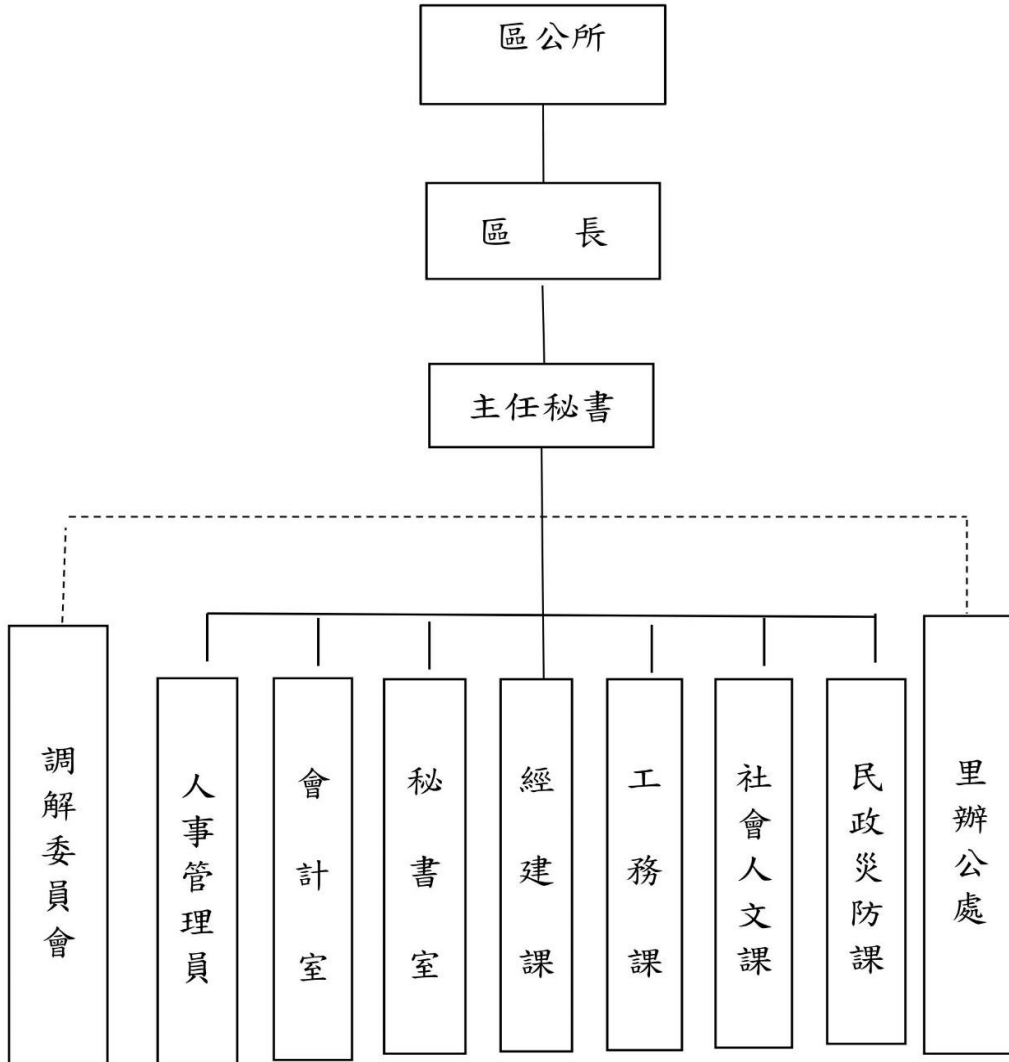 區公所
區長
主任秘書
調解委員會
人事管理員
會計室
秘書室
經建課
工務課
社會人文課
民政災防課
里辦公處